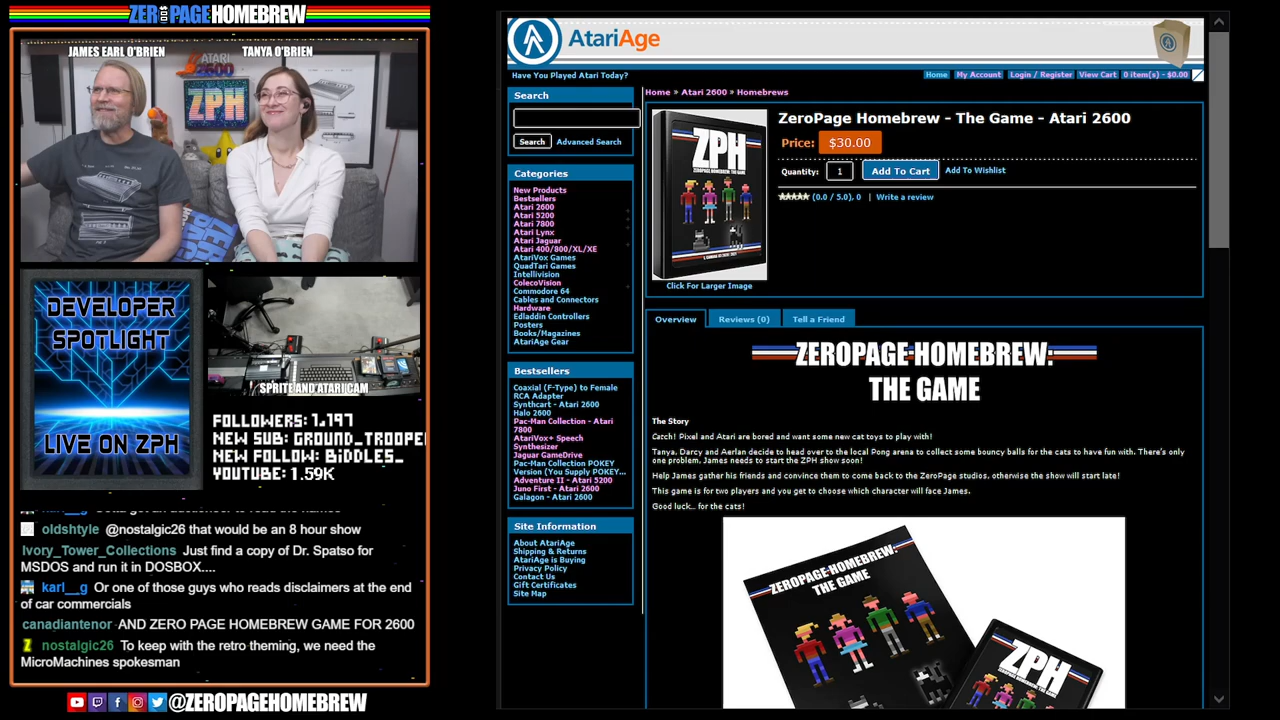 ZEROPAGE HOMEBREW
JAMES EARL O'BRIEN
TANYA O'BRIEN
ATARI
2600
ZPH
DEVELOPER
SPOTLIGHT
LIVE ON ZPH
SPRITE AND ATARI CAM
FOLLOWERS: 1,197
NEW SUB: GROUND_TROOPE
NEW FOLLOW: BIDDLES_
YOUTUBE: 1.59K
oldshtyle @nostalgic26 that would be an 8 hour show
Ivory_Tower_Collections Just find a copy of Dr. Spatso for
MSDOS and run it in DOSBOX....
karl__g Or one of those guys who reads disclaimers at the end
of car commercials
canadiantenor AND ZERO PAGE HOMEBREW GAME FOR 2600
nostalgic26 To keep with the retro theming, we need the
MicroMachines spokesman
@ZEROPAGEHOMEBREW
AtariAge
Have You Played Atari Today?
Home My Account Login / Register View Cart 0 item(s) - $0.00
Search
Search Advanced Search
Categories
New Products
Bestsellers
Atari 2600
Atari 5200
Atari 7800
Atari Lynx
Atari Jaguar
Atari 400/800/XL/XE
AtariVox Games
QuadTari Games
Intellivision
ColecoVision
Commodore 64
Cables and Connectors
Hardware
Edladdin Controllers
Posters
Books/Magazines
AtariAge Gear
Bestsellers
Coaxial (F-Type) to Female
RCA Adapter
Synthcart - Atari 2600
Halo 2600
Pac-Man Collection - Atari
7800
AtariVox+ Speech
Synthesizer
Jaguar GameDrive
Pac-Man Collection POKEY
Version (You Supply POKEY...
Adventure II - Atari 5200
Juno First - Atari 2600
Galagon - Atari 2600
Site Information
About AtariAge
Shipping & Returns
AtariAge is Buying
Privacy Policy
Contact Us
Gift Certificates
Site Map
Home » Atari 2600 » Homebrews
ZPH
ZEROPAGE HOMEBREW: THE GAME
Click For Larger Image
ZeroPage Homebrew - The Game - Atari 2600
Price: $30.00
Quantity: 1 Add To Cart Add To Wishlist
(0.0 / 5.0), 0 | Write a review
Overview Reviews (0) Tell a Friend
ZEROPAGE HOMEBREW:
THE GAME
The Story
Catch! Pixel and Atari are bored and want some new cat toys to play with!
Tanya, Darcy and Aerlan decide to head over to the local Pong arena to collect some bouncy balls for the cats to have fun with. There's only
one problem, James needs to start the ZPH show soon!
Help James gather his friends and convince them to come back to the ZeroPage studios, otherwise the show will start late!
This game is for two players and you get to choose which character will face James.
Good luck... for the cats!
ZEROPAGE HOMEBREW:
THE GAME
ZPH